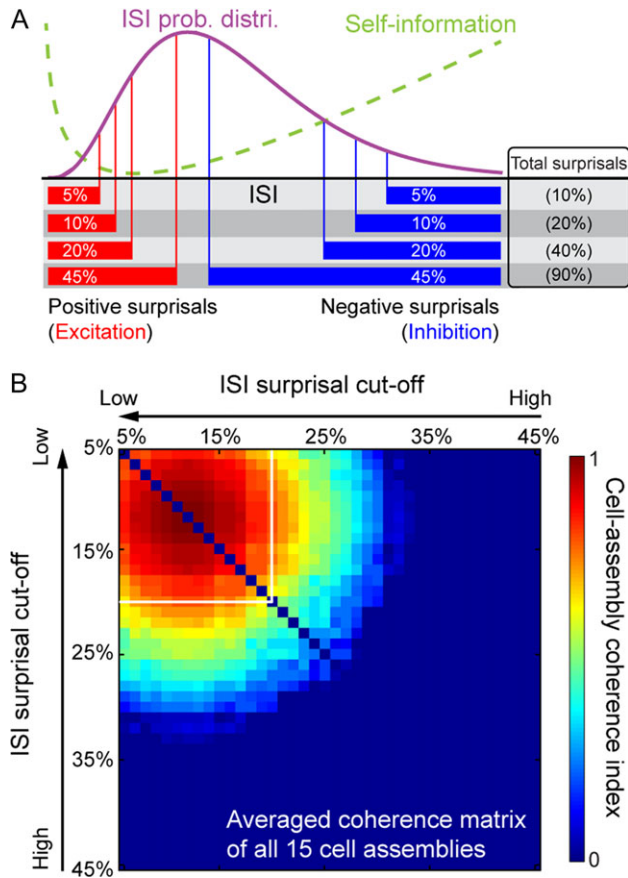 A
ISI prob. distri.
Self-information
Total surprisals
5%
ISI
5%
(10%)
10%
10%
(20%)
20%
20%
(40%)
45%
45%
(90%)
Positive surprisals
(Excitation)
Negative surprisals
(Inhibition)
B
ISI surprisal cut-off
Low
High
5%
15%
25%
35%
45%
Low
ISI surprisal cut-off
High
5%
15%
25%
35%
45%
Averaged coherence matrix
of all 15 cell assemblies
1
Cell-assembly coherence index
0